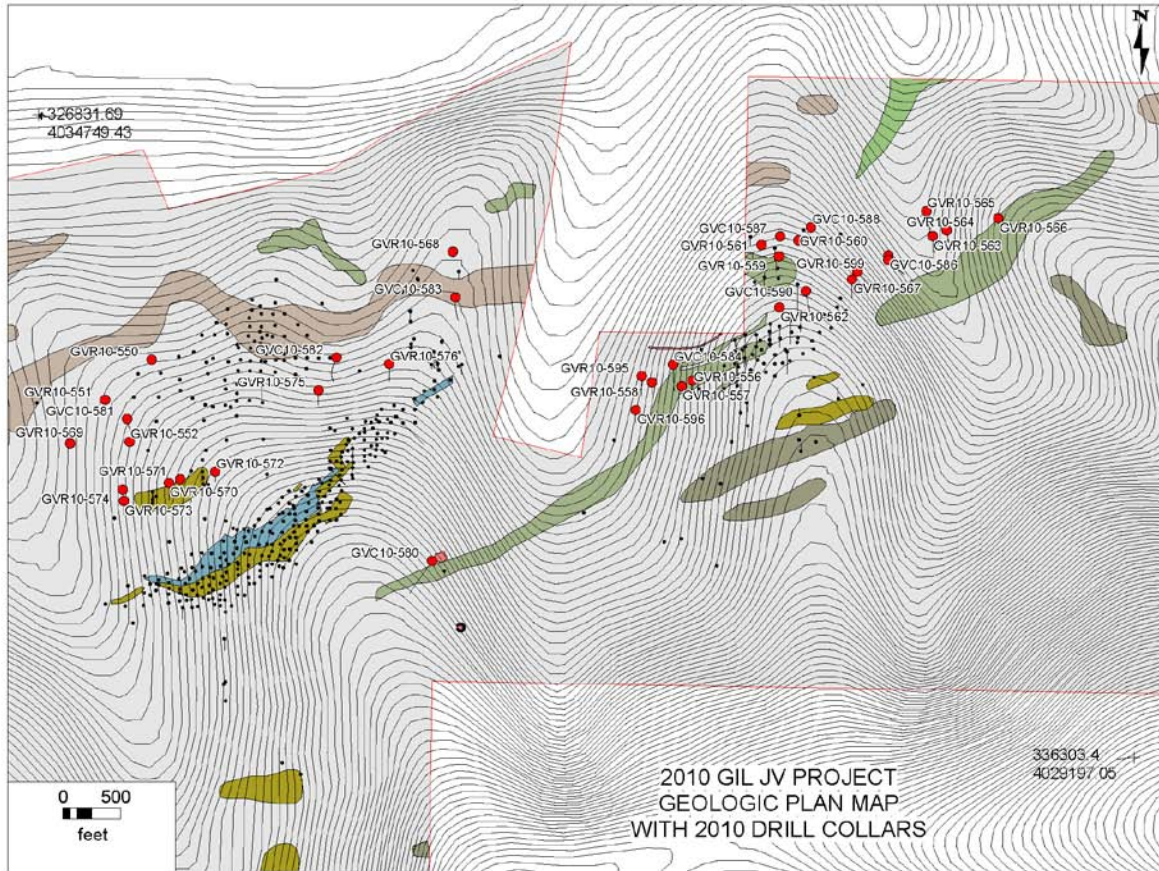 N
326831.69
4034749.43
GVR10-565
GVC10-588
GVR10-564
GVC10-587
GVR10-566
GVR10-561
GVR10-560
GVR10-563
GVR10-568
GVR10-559
GVR10-599
GVC10-586
GVC10-583
GVC10-590
GVR10-567
GVR10-562
GVR10-550
GVC10-582
GVR10-576
GVC10-584
GVR10-595
GVR10-556
GVR10-551
GVR10-575
GVR10-558
GVR10-557
GVC10-581
GVR10-596
GVR10-552
GVR10-569
GVR10-571
GVR10-572
GVR10-570
GVR10-574
GVR10-573
GVC10-580
336303.4
4029197.05
0 500
feet
2010 GIL JV PROJECT
GEOLOGIC PLAN MAP
WITH 2010 DRILL COLLARS